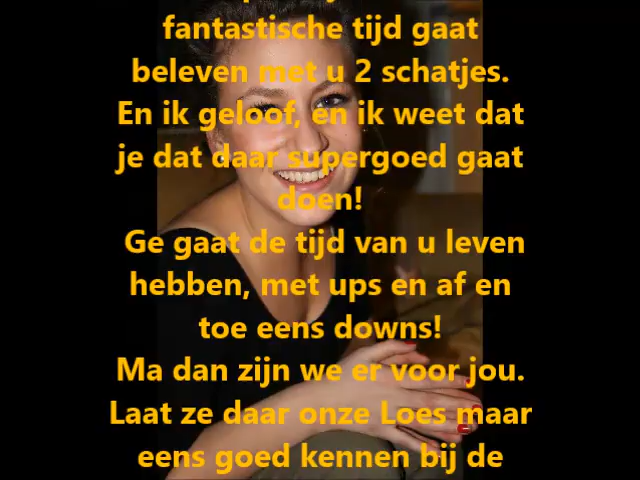 fantastische tijd gaat
beleven met u 2 schatjes.
En ik geloof, en ik weet dat
je dat daar supergoed gaat
doen!
Ge gaat de tijd van u leven
hebben, met ups en af en
toe eens downs!
Ma dan zijn we er voor jou.
Laat ze daar onze Loes maar
eens goed kennen bij de